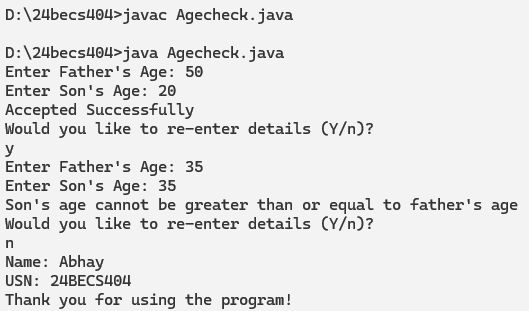 D:\24becs404>javac Agecheck.java
D:\24becs404>java Agecheck.java
Enter Father's Age: 50
Enter Son's Age: 20
Accepted Successfully
Would you like to re-enter details (Y/n)?
y
Enter Father's Age: 35
Enter Son's Age: 35
Son's age cannot be greater than or equal to father's age
Would you like to re-enter details (Y/n)?
n
Name: Abhay
USN: 24BECS404
Thank you for using the program!